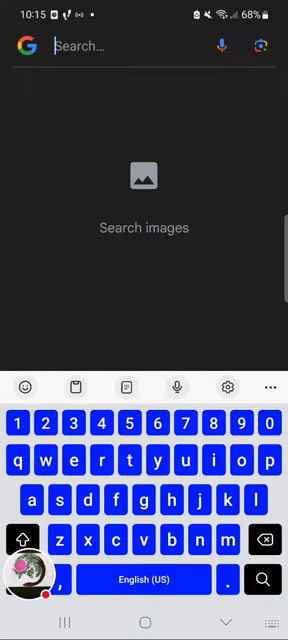 10:15 68%
Search...
Search images
1 2 3 4 5 6 7 8 9 0
q w e r t y u i o p
a s d f g h j k l
z x c v b n m
, English (US) .